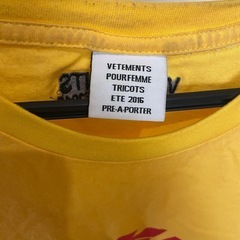 VETEMENTS
POURFEMME
TRICOTS
ETE 2016
PRE-A-PORTER